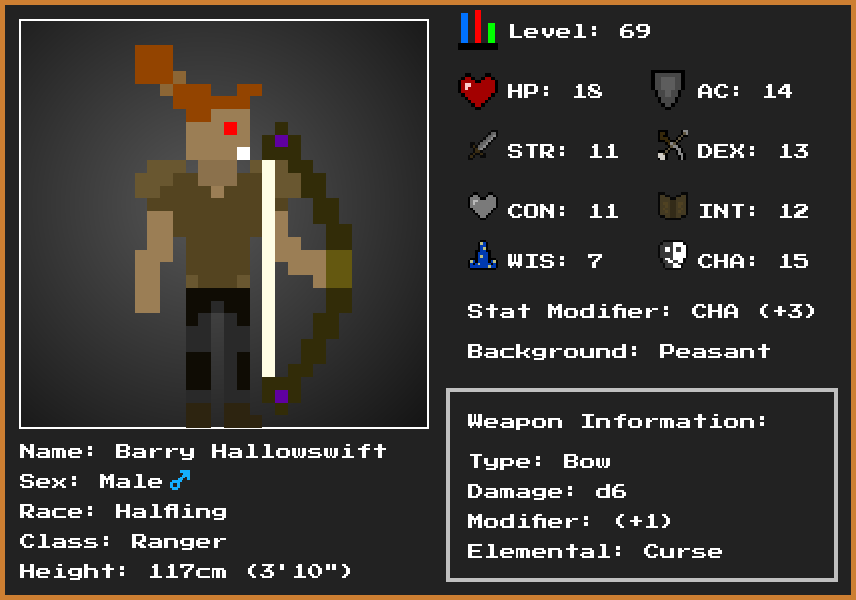 Level: 69
HP: 18
AC: 14
STR: 11
DEX: 13
CON: 11
INT: 12
WIS: 7
CHA: 15
Stat Modifier: CHA (+3)
Background: Peasant
Weapon Information:
Type: Bow
Damage: d6
Modifier: (+1)
Elemental: Curse
Name: Barry Hallowswift
Sex: Male♂
Race: Halfling
Class: Ranger
Height: 117cm (3'10")